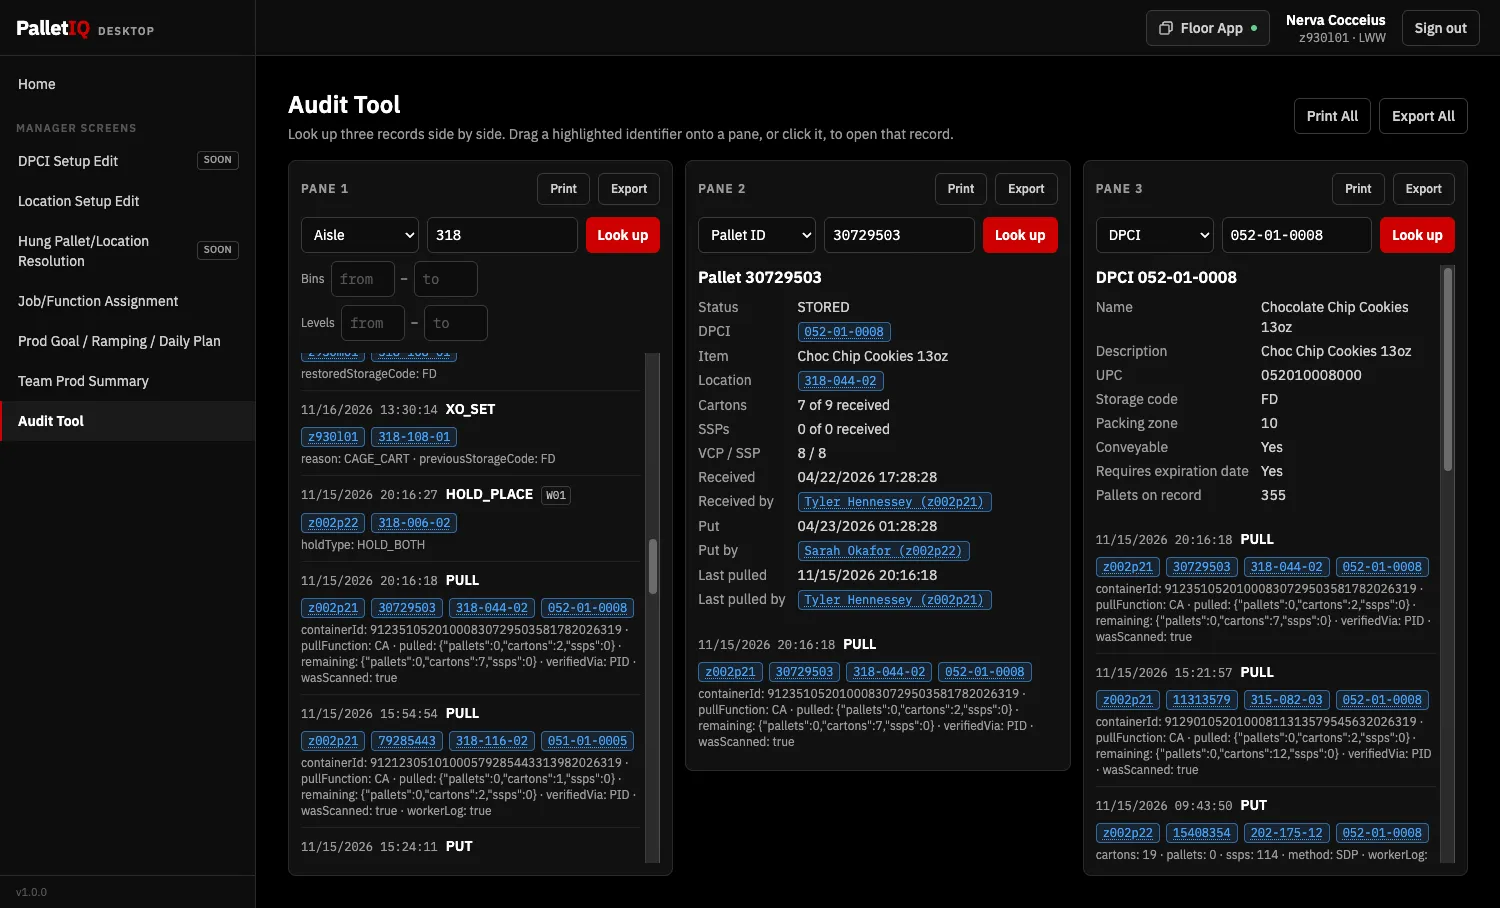 PalletIQ DESKTOP
Floor App
Nerva Cocceius
z930l01 · LWW
Sign out
Home
MANAGER SCREENS
DPCI Setup Edit SOON
Location Setup Edit
Hung Pallet/Location
Resolution SOON
Job/Function Assignment
Prod Goal / Ramping / Daily Plan
Team Prod Summary
Audit Tool
v1.0.0
Audit Tool
Look up three records side by side. Drag a highlighted identifier onto a pane, or click it, to open that record.
Print All Export All
PANE 1 Print Export
Aisle 318 Look up
Bins from – to
Levels from – to
z930l01 318-108-01
restoredStorageCode: FD
11/16/2026 13:30:14 XO_SET
z930l01 318-108-01
reason: CAGE_CART · previousStorageCode: FD
11/15/2026 20:16:27 HOLD_PLACE W01
z002p22 318-006-02
holdType: HOLD_BOTH
11/15/2026 20:16:18 PULL
z002p21 30729503 318-044-02 052-01-0008
containerId: 91235105201000830729503581782026319 ·
pullFunction: CA · pulled: {"pallets":0,"cartons":2,"ssps":0} ·
remaining: {"pallets":0,"cartons":7,"ssps":0} · verifiedVia: PID ·
wasScanned: true
11/15/2026 15:54:54 PULL
z002p21 79285443 318-116-02 051-01-0005
containerId: 91212305101000579285443313982026319 ·
pullFunction: CA · pulled: {"pallets":0,"cartons":1,"ssps":0} ·
remaining: {"pallets":0,"cartons":2,"ssps":0} · verifiedVia: PID ·
wasScanned: true · workerLog: true
11/15/2026 15:24:11 PUT
PANE 2 Print Export
Pallet ID 30729503 Look up
Pallet 30729503
Status STORED
DPCI 052-01-0008
Item Choc Chip Cookies 13oz
Location 318-044-02
Cartons 7 of 9 received
SSPs 0 of 0 received
VCP / SSP 8 / 8
Received 04/22/2026 17:28:28
Received by Tyler Hennessey (z002p21)
Put 04/23/2026 01:28:28
Put by Sarah Okafor (z002p22)
Last pulled 11/15/2026 20:16:18
Last pulled by Tyler Hennessey (z002p21)
11/15/2026 20:16:18 PULL
z002p21 30729503 318-044-02 052-01-0008
containerId: 91235105201000830729503581782026319 ·
pullFunction: CA · pulled: {"pallets":0,"cartons":2,"ssps":0} ·
remaining: {"pallets":0,"cartons":7,"ssps":0} · verifiedVia: PID ·
wasScanned: true
PANE 3 Print Export
DPCI 052-01-0008 Look up
DPCI 052-01-0008
Name Chocolate Chip Cookies
13oz
Description Choc Chip Cookies 13oz
UPC 052010008000
Storage code FD
Packing zone 10
Conveyable Yes
Requires expiration date Yes
Pallets on record 355
11/15/2026 20:16:18 PULL
z002p21 30729503 318-044-02 052-01-0008
containerId: 91235105201000830729503581782026319 ·
pullFunction: CA · pulled: {"pallets":0,"cartons":2,"ssps":0} ·
remaining: {"pallets":0,"cartons":7,"ssps":0} · verifiedVia: PID ·
wasScanned: true
11/15/2026 15:21:57 PULL
z002p21 11313579 315-082-03 052-01-0008
containerId: 91290105201000811313579545632026319 ·
pullFunction: CA · pulled: {"pallets":0,"cartons":2,"ssps":0} ·
remaining: {"pallets":0,"cartons":12,"ssps":0} · verifiedVia: PID
· wasScanned: true
11/15/2026 09:43:50 PUT
z002p22 15408354 202-175-12 052-01-0008
cartons: 19 · pallets: 0 · ssps: 114 · method: SDP · workerLog: